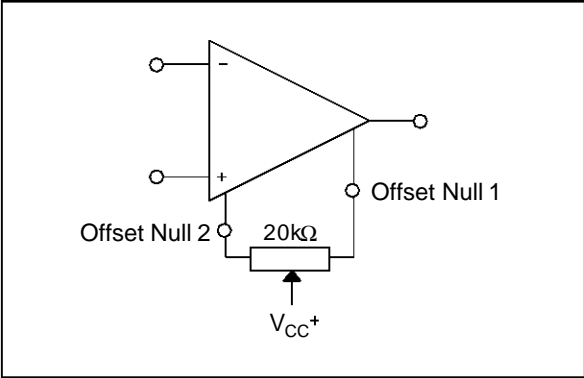 -
+
Offset Null 1
Offset Null 2
20kΩ
VCC+